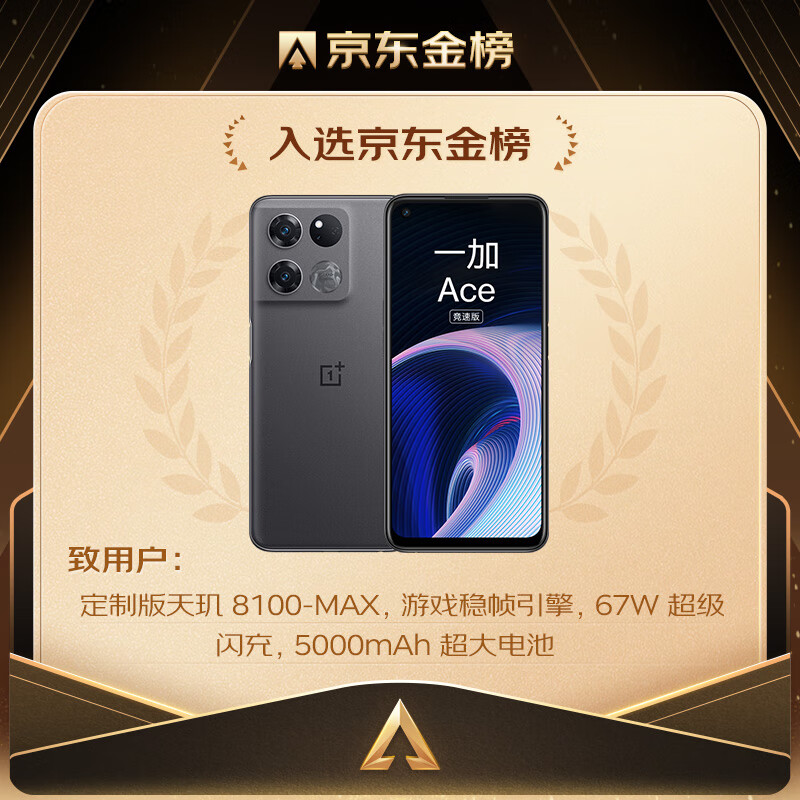 京东金榜
入选京东金榜
一加
Ace
竞速版
1+
致用户：
定制版天玑 8100-MAX，游戏稳帧引擎，67W 超级
闪充，5000mAh 超大电池